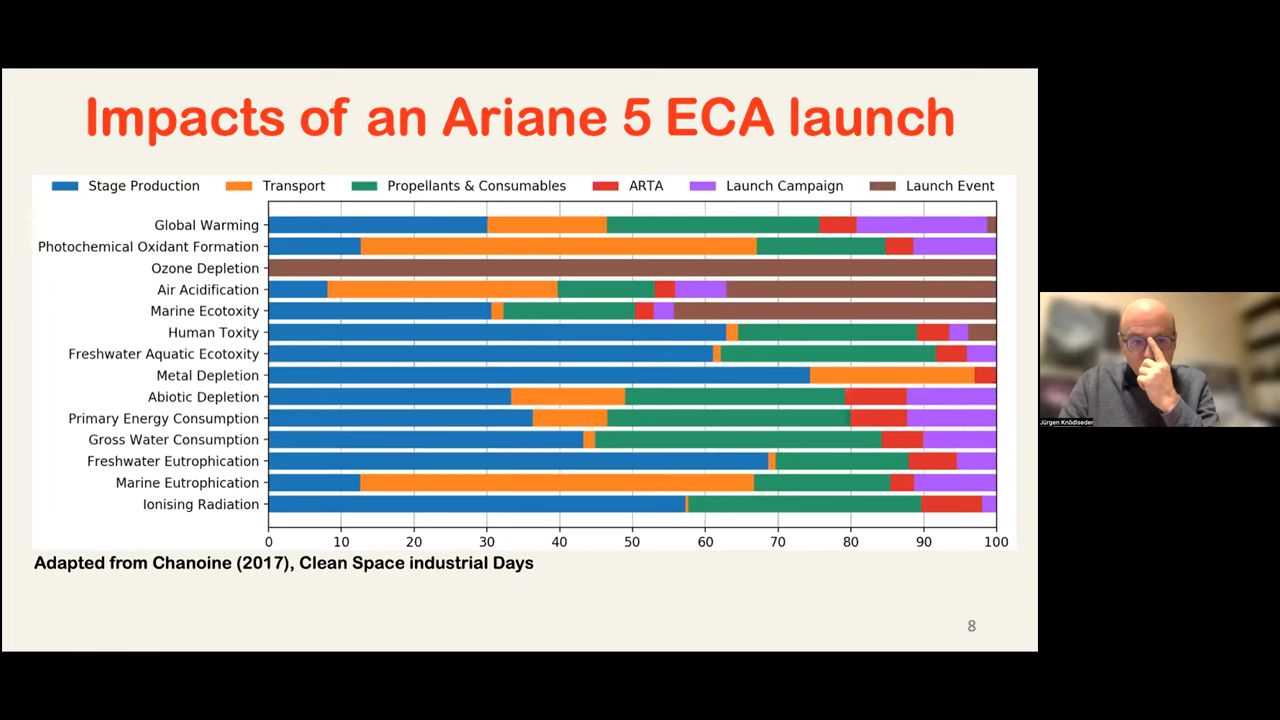 Impacts of an Ariane 5 ECA launch
Stage Production Transport Propellants & Consumables ARTA Launch Campaign Launch Event
Global Warming
Photochemical Oxidant Formation
Ozone Depletion
Air Acidification
Marine Ecotoxity
Human Toxity
Freshwater Aquatic Ecotoxity
Metal Depletion
Abiotic Depletion
Primary Energy Consumption
Gross Water Consumption
Freshwater Eutrophication
Marine Eutrophication
Ionising Radiation
0 10 20 30 40 50 60 70 80 90 100
Adapted from Chanoine (2017), Clean Space industrial Days
8
Jürgen Knödlseder